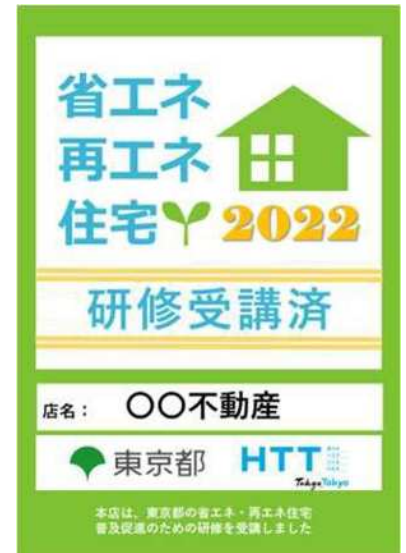 省エネ
再エネ
住宅 2022
研修受講済
店名： 〇〇不動産
東京都 HTT
Tokyo Tokyo
本店は、東京都の省エネ・再エネ住宅
普及促進のための研修を受講しました